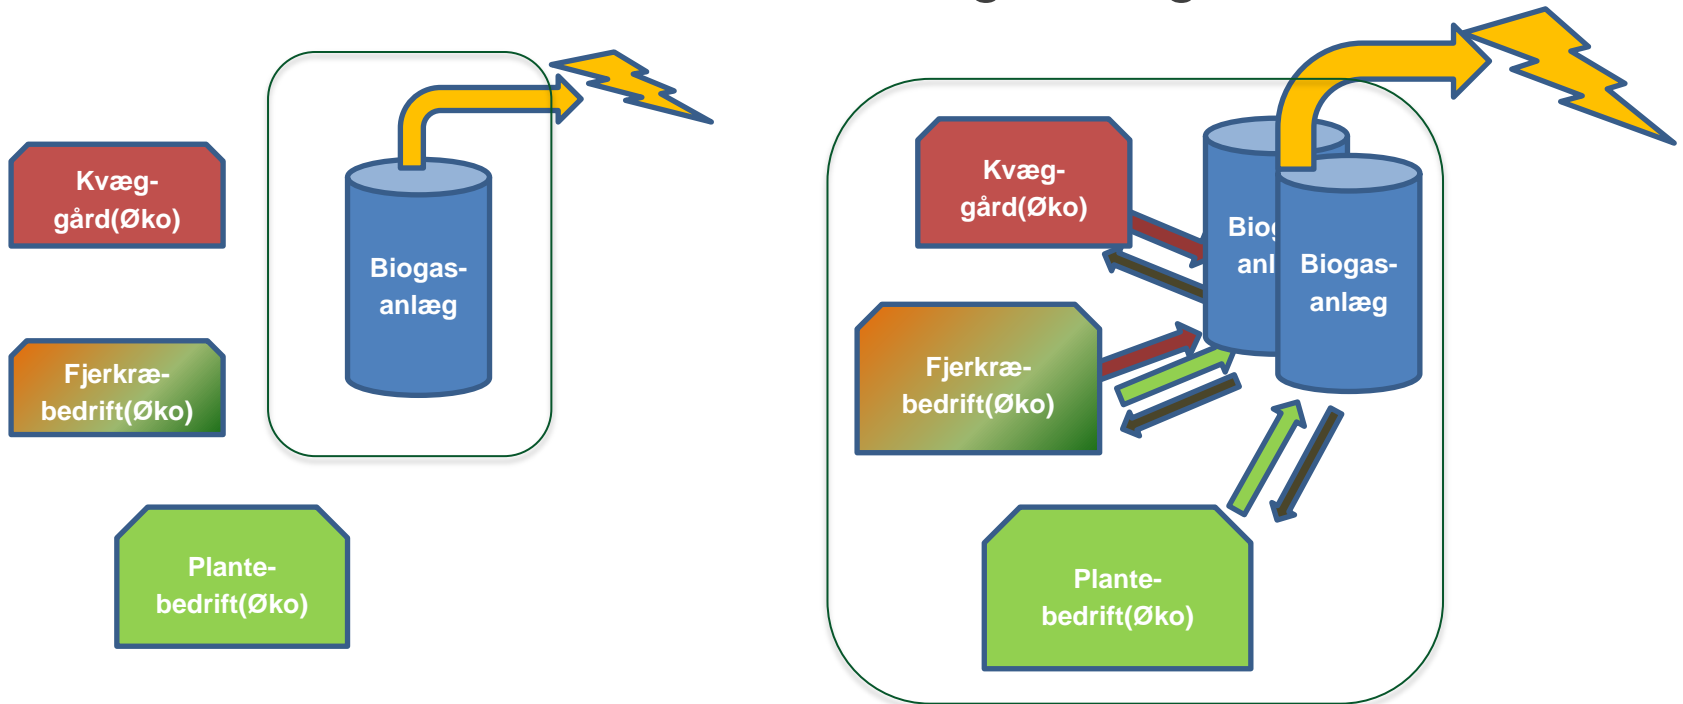 Kvæg-
gård(Øko)
Biogas-
anlæg
Fjerkræ-
bedrift(Øko)
Plante-
bedrift(Øko)
Kvæg-
gård(Øko)
Biogas-
anlæg
Fjerkræ-
bedrift(Øko)
Plante-
bedrift(Øko)